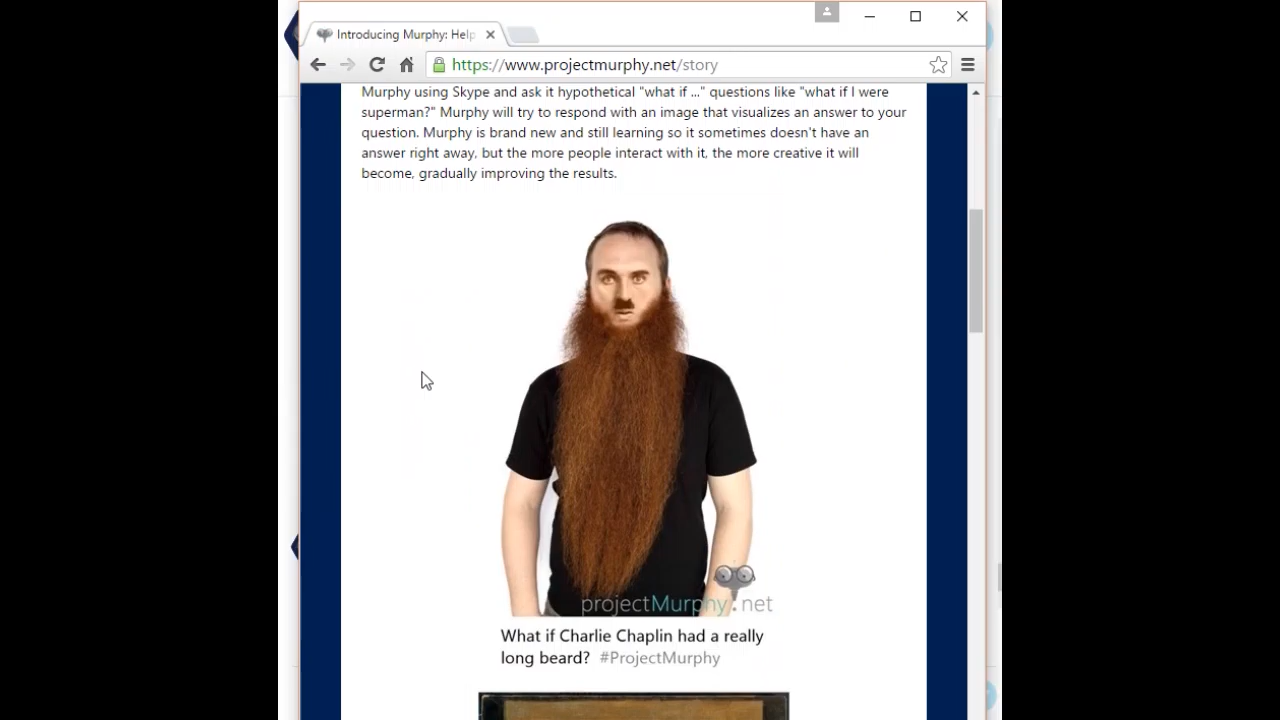 Introducing Murphy: Help
https://www.projectmurphy.net/story
Murphy using Skype and ask it hypothetical "what if ..." questions like "what if I were
superman?" Murphy will try to respond with an image that visualizes an answer to your
question. Murphy is brand new and still learning so it sometimes doesn't have an
answer right away, but the more people interact with it, the more creative it will
become, gradually improving the results.
projectMurphy.net
What if Charlie Chaplin had a really
long beard? #ProjectMurphy